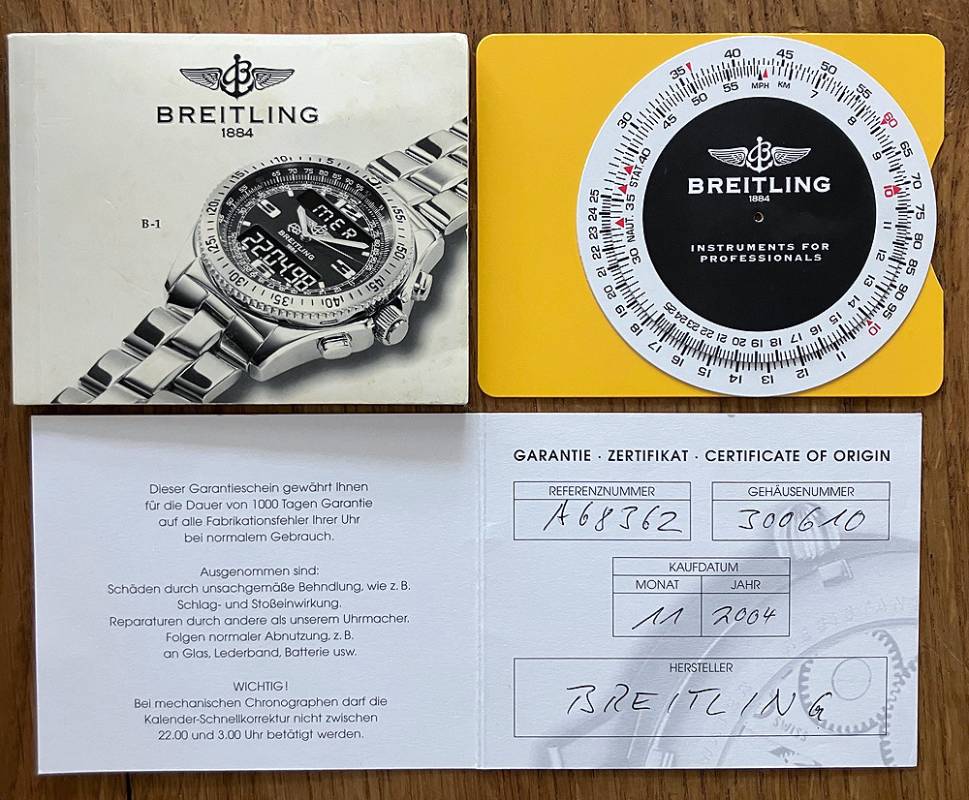 BREITLING
1884
B-1
MER
BREITLING
220498
BREITLING
1884
INSTRUMENTS FOR
PROFESSIONALS
MPH KM
STAT.
NAUT.
Dieser Garantieschein gewährt Ihnen
für die Dauer von 1000 Tagen Garantie
auf alle Fabrikationsfehler Ihrer Uhr
bei normalem Gebrauch.
Ausgenommen sind:
Schäden durch unsachgemäße Behndlung, wie z. B.
Schlag- und Stoßeinwirkung.
Reparaturen durch andere als unserem Uhrmacher.
Folgen normaler Abnutzung, z. B.
an Glas, Lederband, Batterie usw.
WICHTIG !
Bei mechanischen Chronographen darf die
Kalender-Schnellkorrektur nicht zwischen
22.00 und 3.00 Uhr betätigt werden.
GARANTIE · ZERTIFIKAT · CERTIFICATE OF ORIGIN
REFERENZNUMMER
A68362
GEHÄUSENUMMER
300610
KAUFDATUM
MONAT JAHR
11 2004
HERSTELLER
BREITLING
SWISS